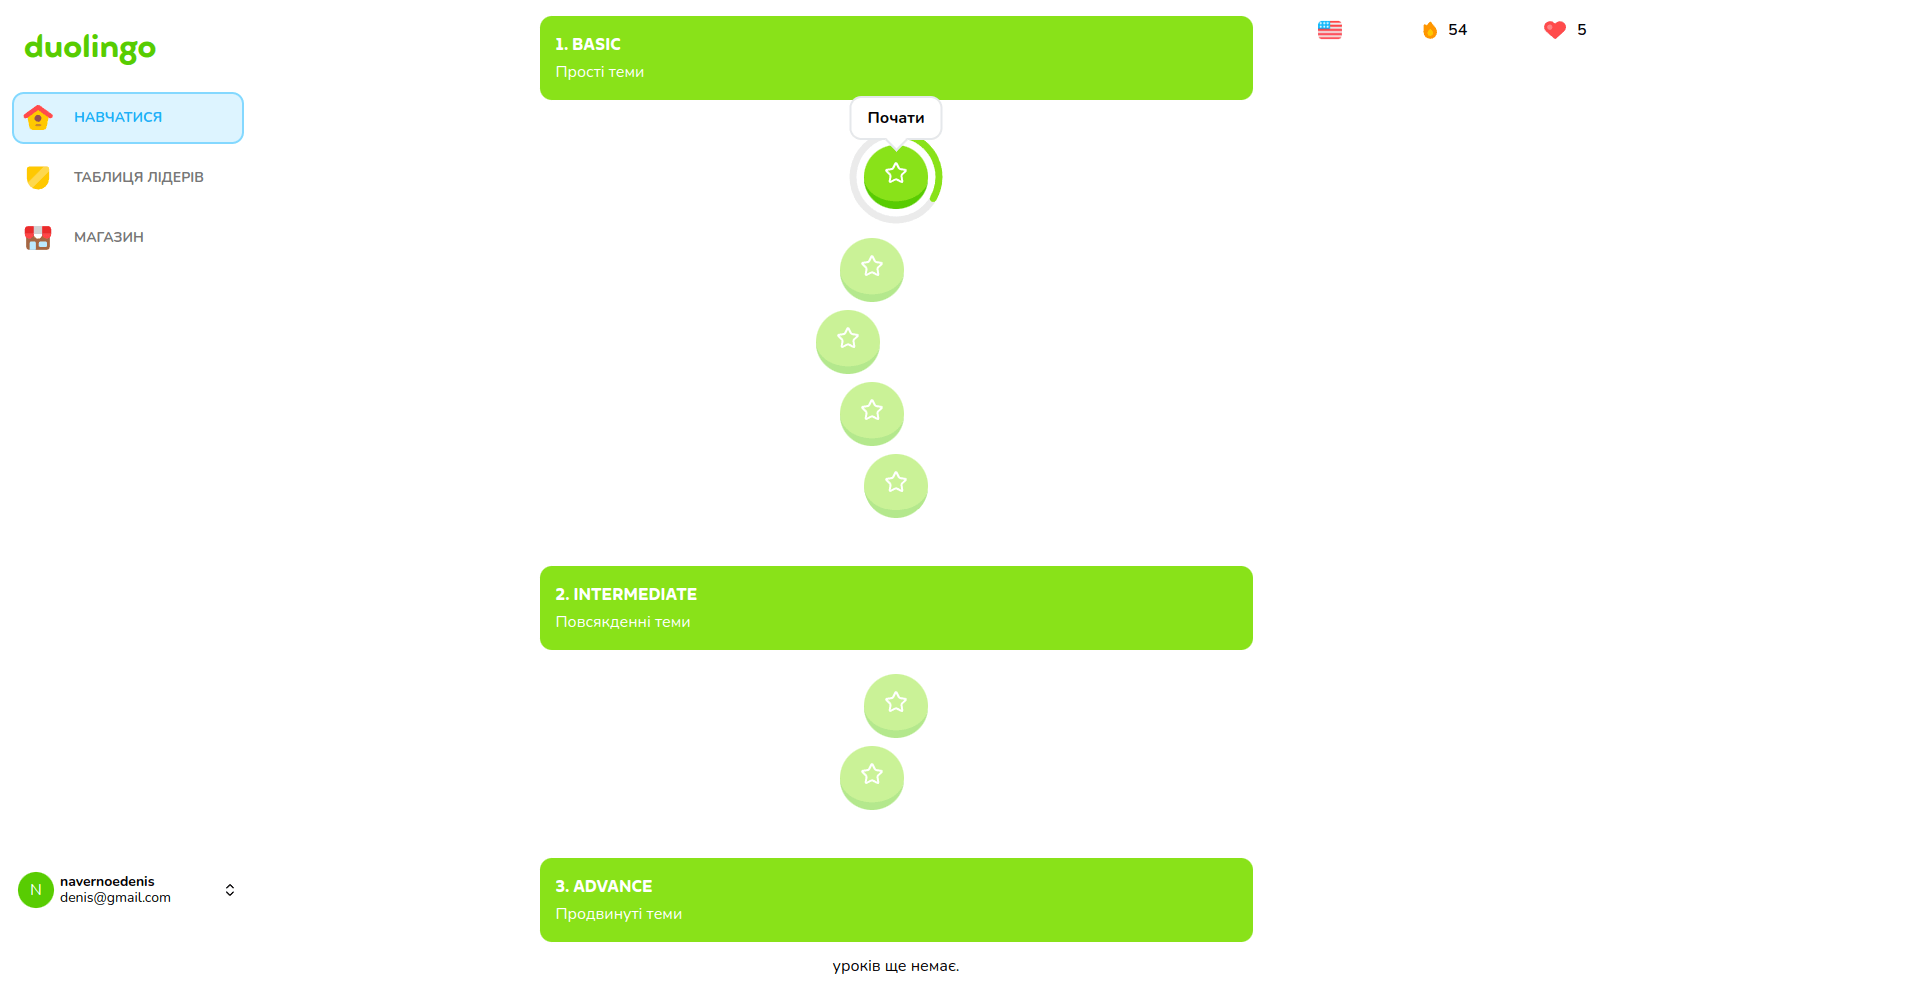 duolingo
НАВЧАТИСЯ
ТАБЛИЦЯ ЛІДЕРІВ
МАГАЗИН
N
navernoedenis
denis@gmail.com
1. BASIC
Прості теми
Почати
2. INTERMEDIATE
Повсякденні теми
3. ADVANCE
Продвинуті теми
уроків ще немає.
54
5